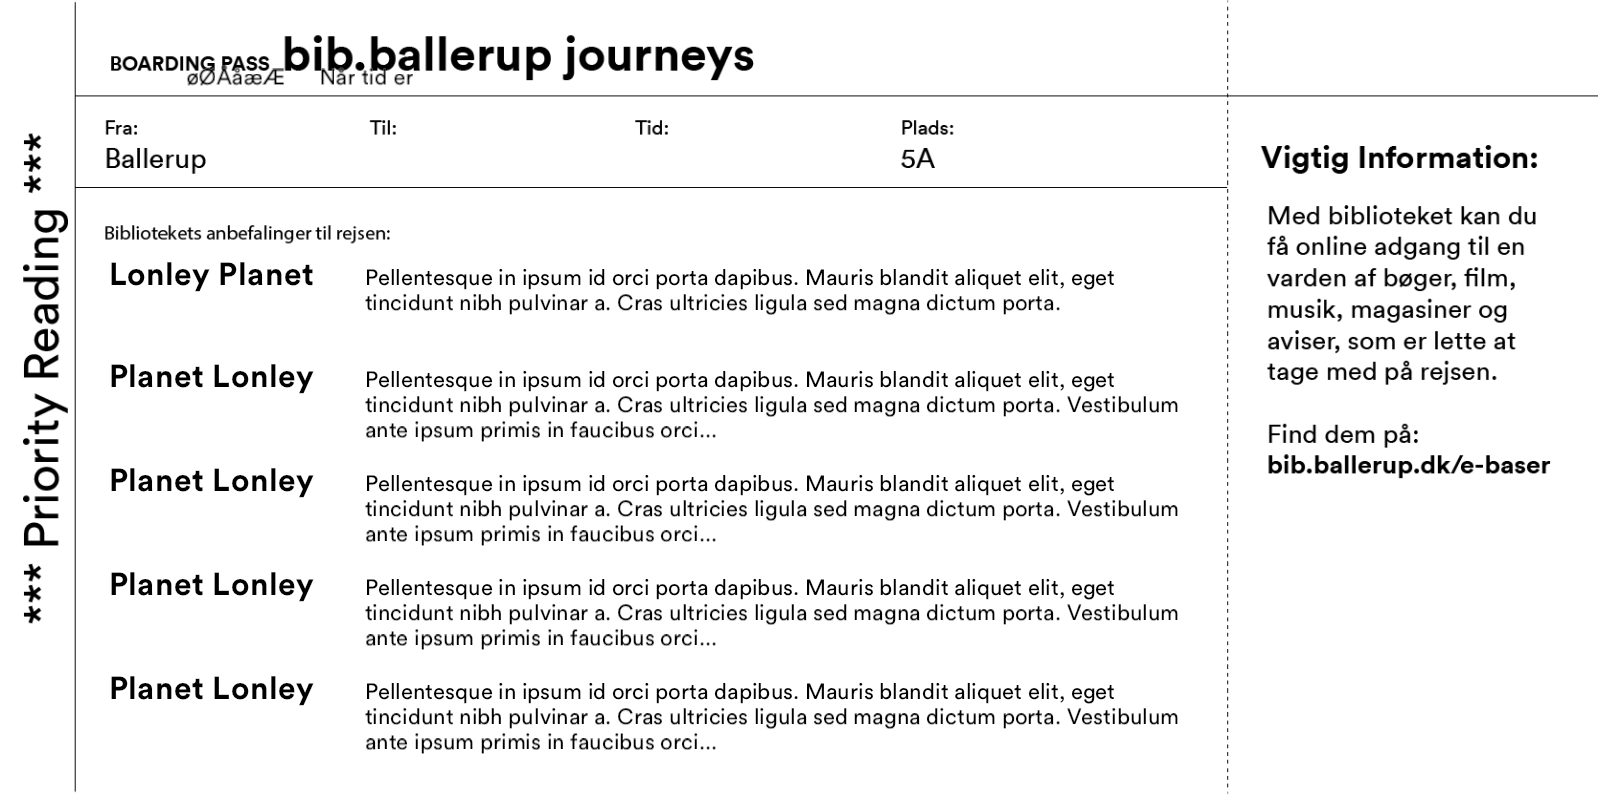 BOARDING PASS bib.ballerup journeys
øØÅåæÆ Når tid er
Fra: Til: Tid: Plads:
Ballerup 5A
Bibliotekets anbefalinger til rejsen:
Lonley Planet
Pellentesque in ipsum id orci porta dapibus. Mauris blandit aliquet elit, eget
tincidunt nibh pulvinar a. Cras ultricies ligula sed magna dictum porta.
Planet Lonley
Pellentesque in ipsum id orci porta dapibus. Mauris blandit aliquet elit, eget
tincidunt nibh pulvinar a. Cras ultricies ligula sed magna dictum porta. Vestibulum
ante ipsum primis in faucibus orci...
Planet Lonley
Pellentesque in ipsum id orci porta dapibus. Mauris blandit aliquet elit, eget
tincidunt nibh pulvinar a. Cras ultricies ligula sed magna dictum porta. Vestibulum
ante ipsum primis in faucibus orci...
Planet Lonley
Pellentesque in ipsum id orci porta dapibus. Mauris blandit aliquet elit, eget
tincidunt nibh pulvinar a. Cras ultricies ligula sed magna dictum porta. Vestibulum
ante ipsum primis in faucibus orci...
Planet Lonley
Pellentesque in ipsum id orci porta dapibus. Mauris blandit aliquet elit, eget
tincidunt nibh pulvinar a. Cras ultricies ligula sed magna dictum porta. Vestibulum
ante ipsum primis in faucibus orci...
*** Priority Reading ***
Vigtig Information:
Med biblioteket kan du
få online adgang til en
varden af bøger, film,
musik, magasiner og
aviser, som er lette at
tage med på rejsen.
Find dem på:
bib.ballerup.dk/e-baser